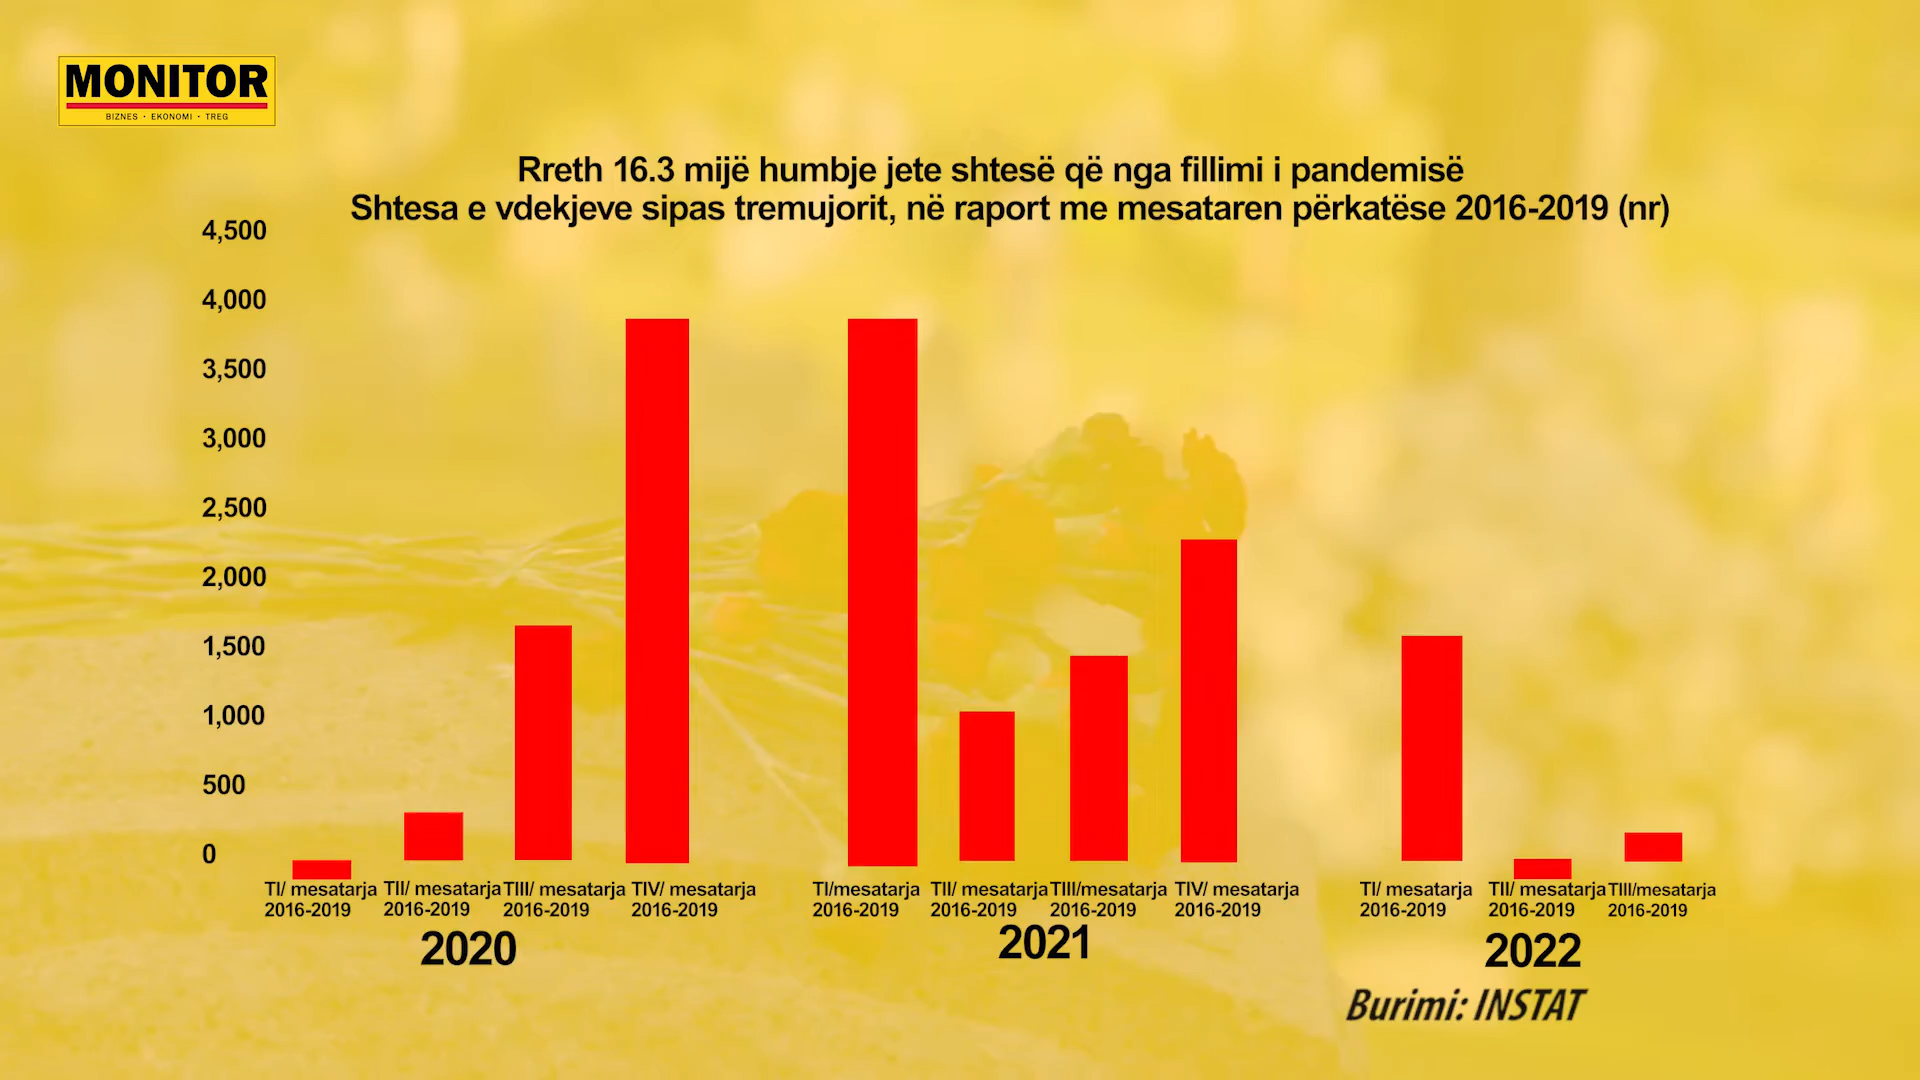 MONITOR
BIZNES • EKONOMI • TREG
Rreth 16.3 mijë humbje jete shtesë që nga fillimi i pandemisë
Shtesa e vdekjeve sipas tremujorit, në raport me mesataren përkatëse 2016-2019 (nr)
4,500
4,000
3,500
3,000
2,500
2,000
1,500
1,000
500
0
TI/ mesatarja
2016-2019
TII/ mesatarja
2016-2019
TIII/ mesatarja
2016-2019
TIV/ mesatarja
2016-2019
2020
TI/mesatarja
2016-2019
TII/ mesatarja
2016-2019
TIII/mesatarja
2016-2019
TIV/ mesatarja
2016-2019
2021
TI/ mesatarja
2016-2019
TII/ mesatarja
2016-2019
TIII/mesatarja
2016-2019
2022
Burimi: INSTAT